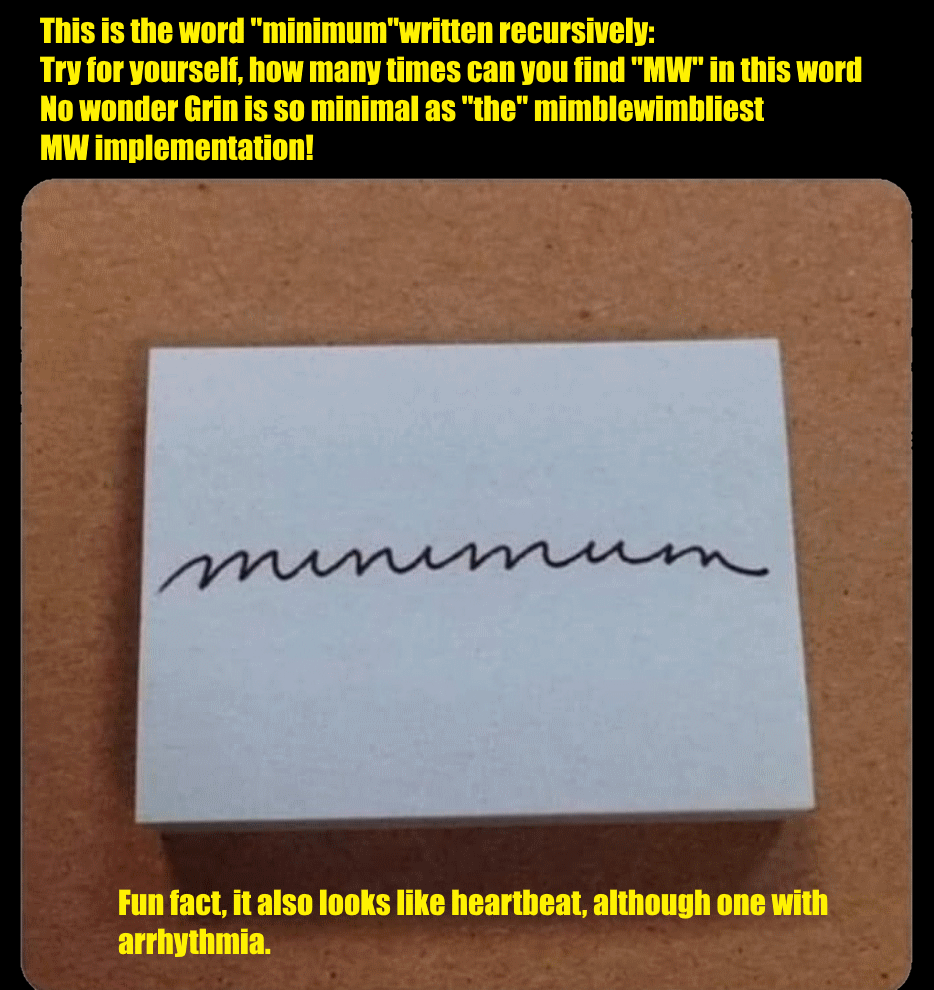 This is the word "minimum"written recursively:
Try for yourself, how many times can you find "MW" in this word
No wonder Grin is so minimal as "the" mimblewimbliest
MW implementation!
minimum
Fun fact, it also looks like heartbeat, although one with
arrhythmia.